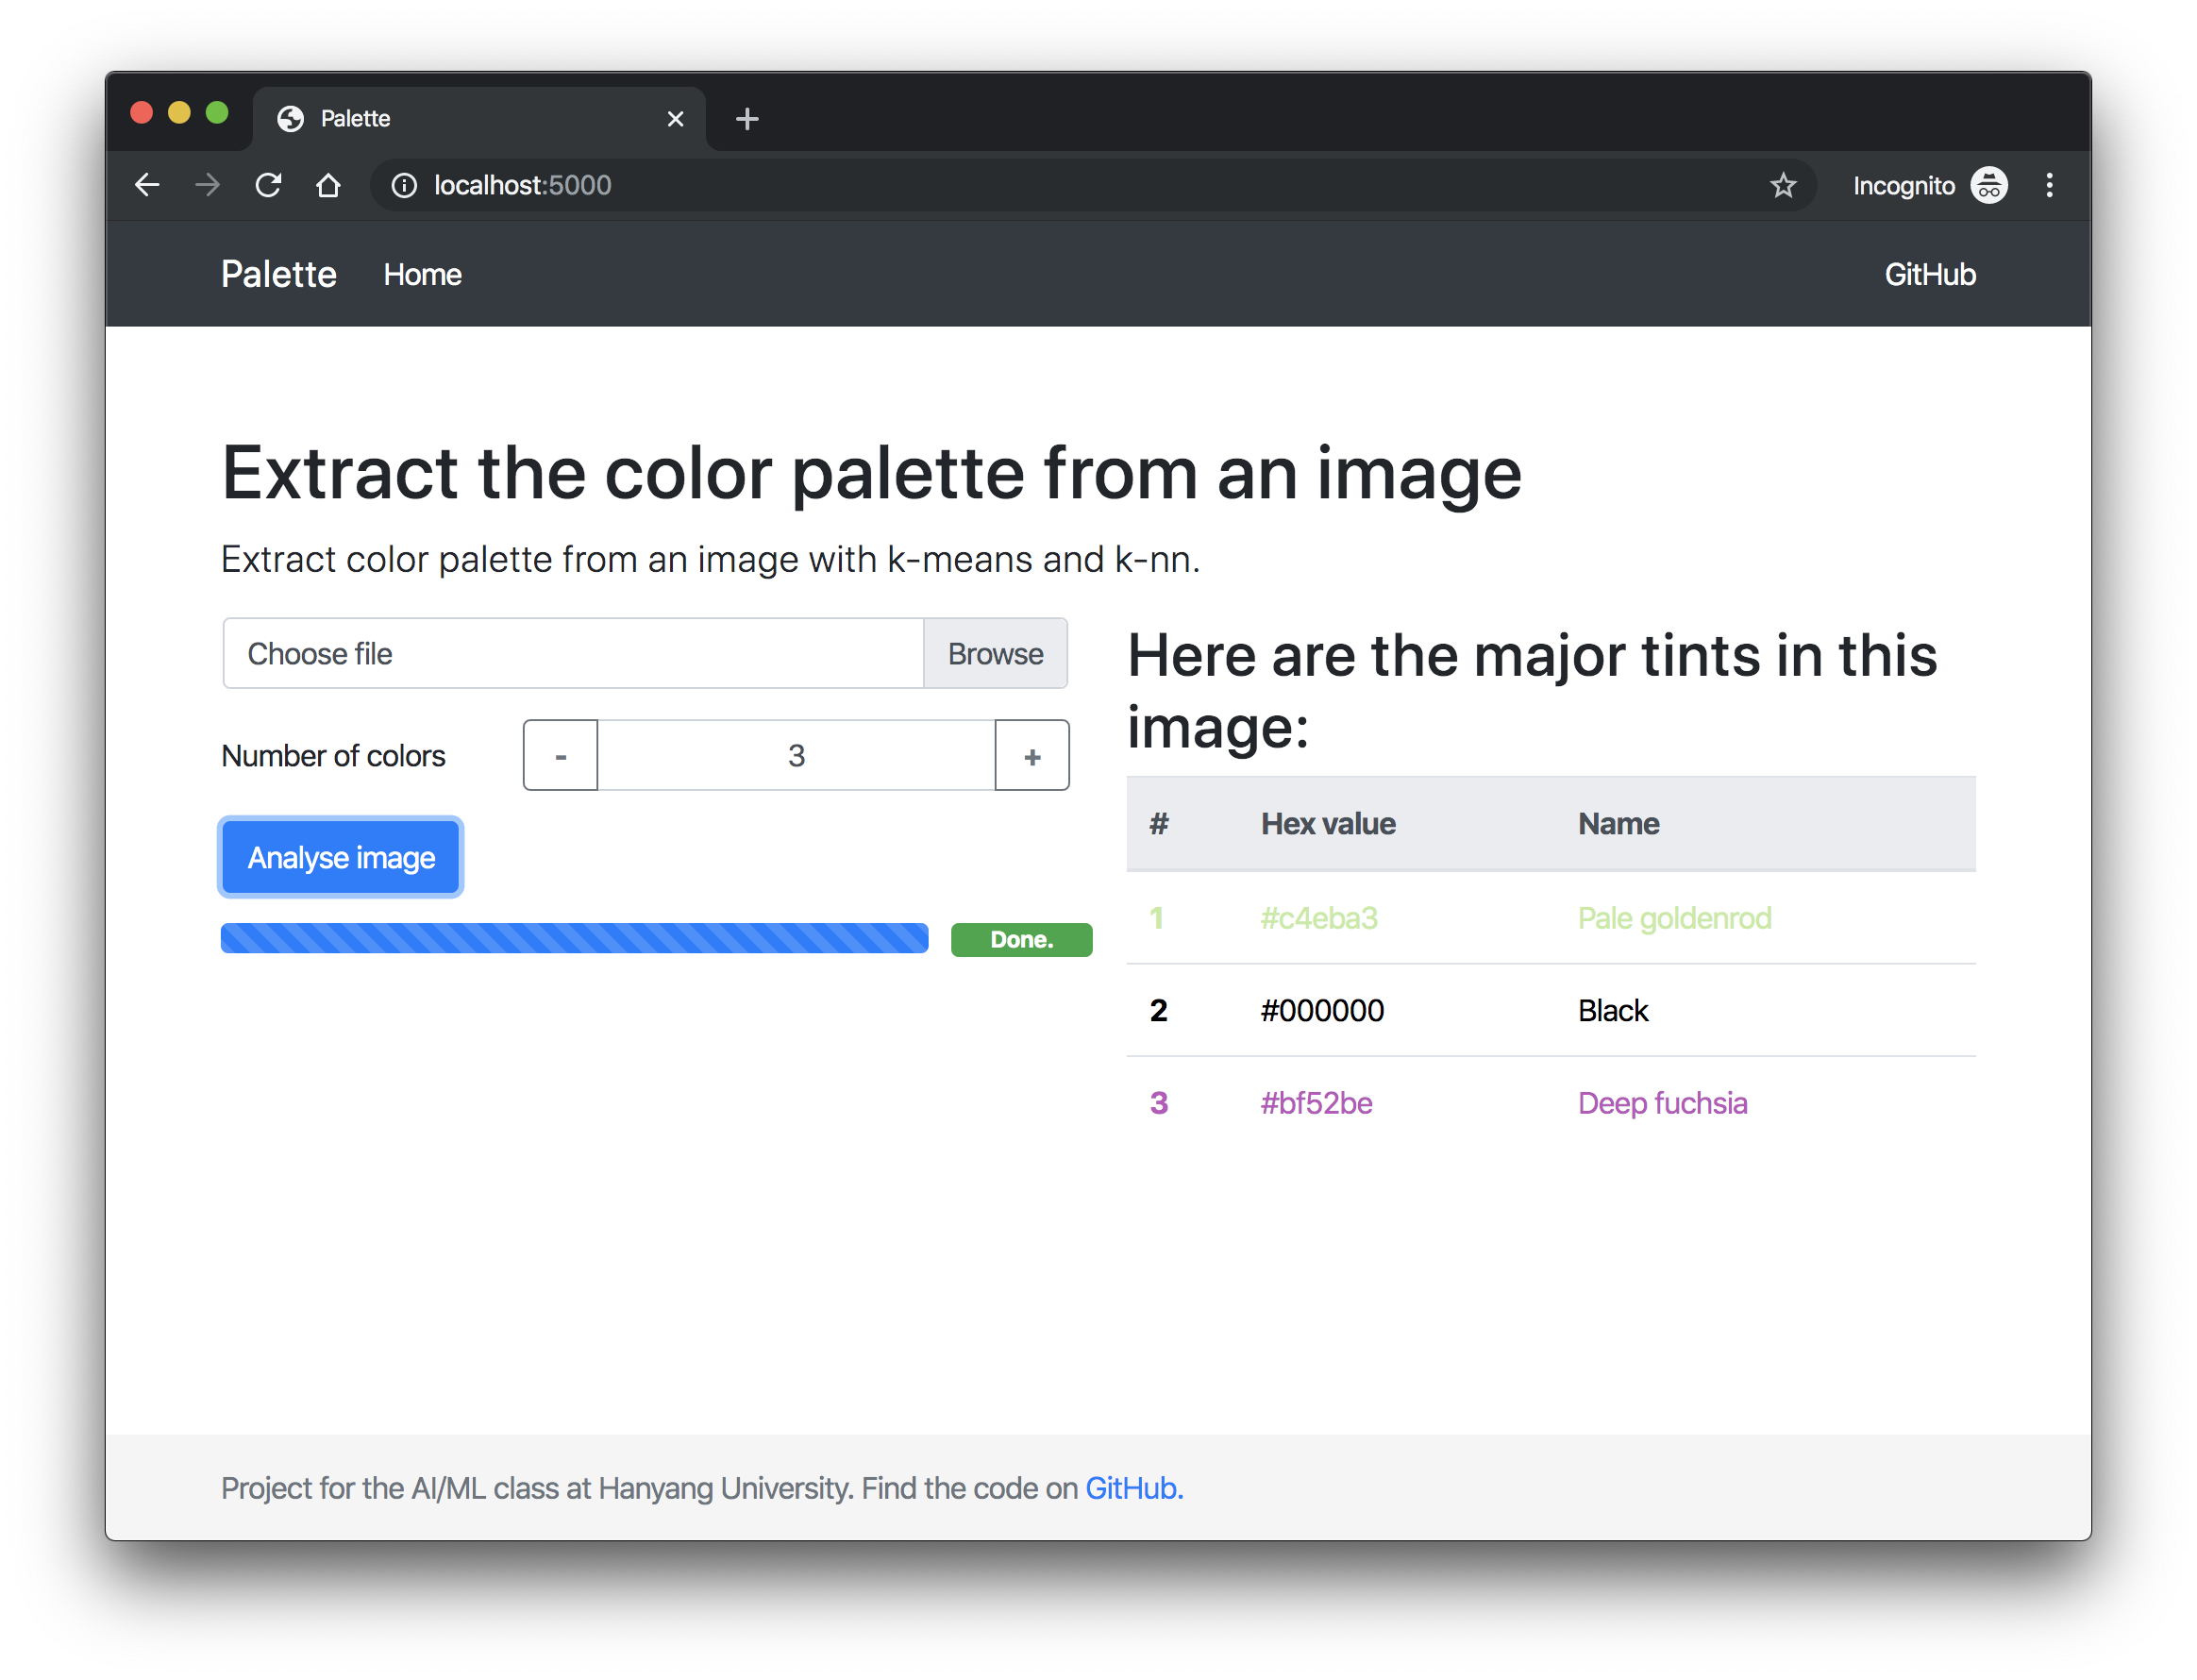 Palette
localhost:5000
Incognito
Palette Home GitHub
Extract the color palette from an image
Extract color palette from an image with k-means and k-nn.
Choose file Browse
Number of colors - 3 +
Analyse image
Done.
Here are the major tints in this
image:
# Hex value Name
1 #c4eba3 Pale goldenrod
2 #000000 Black
3 #bf52be Deep fuchsia
Project for the AI/ML class at Hanyang University. Find the code on GitHub.